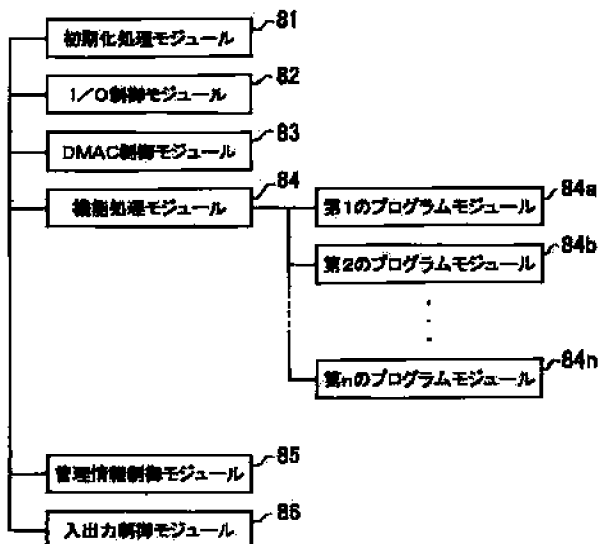 初期化処理モジュール
81
I/O制御モジュール
82
DMAC制御モジュール
83
機能処理モジュール
84
第1のプログラムモジュール
84a
第2のプログラムモジュール
84b
第nのプログラムモジュール
84n
管理情報制御モジュール
85
入出力制御モジュール
86